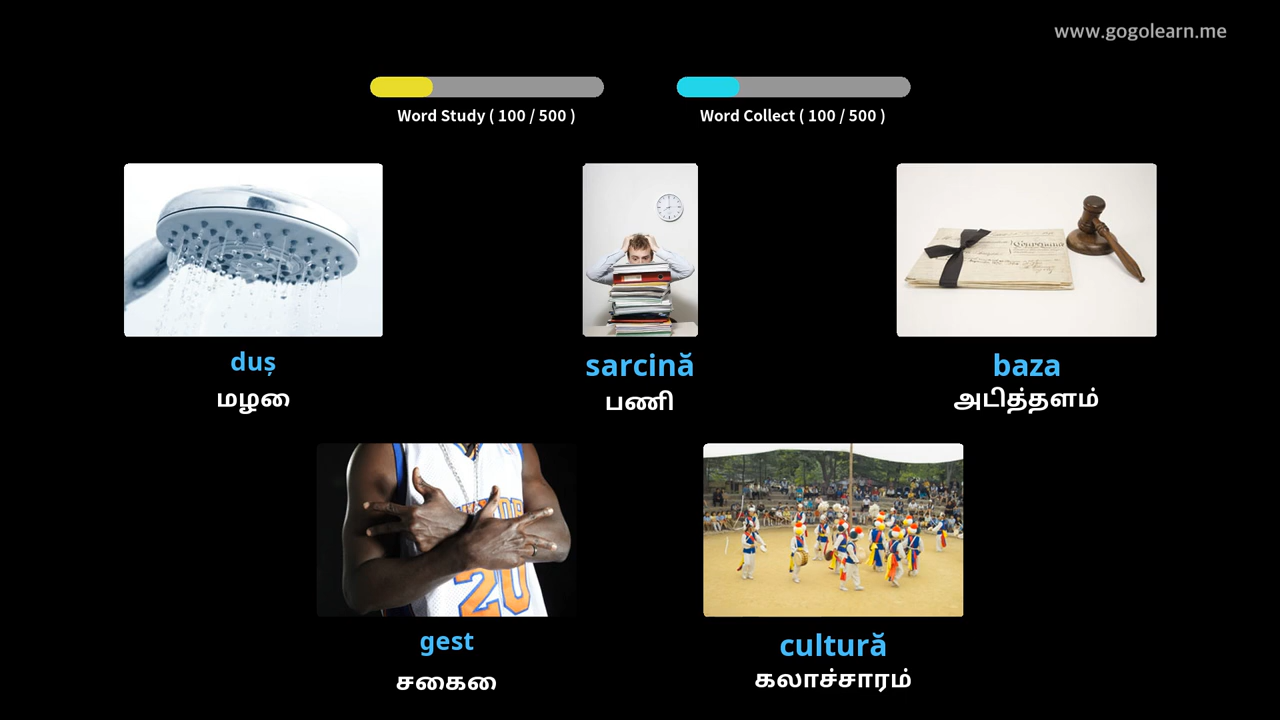 www.gogolearn.me
Word Study ( 100 / 500 )
Word Collect ( 100 / 500 )
duș
மழை
sarcină
பணி
baza
அடித்தளம்
gest
சைகை
cultură
கலாச்சாரம்